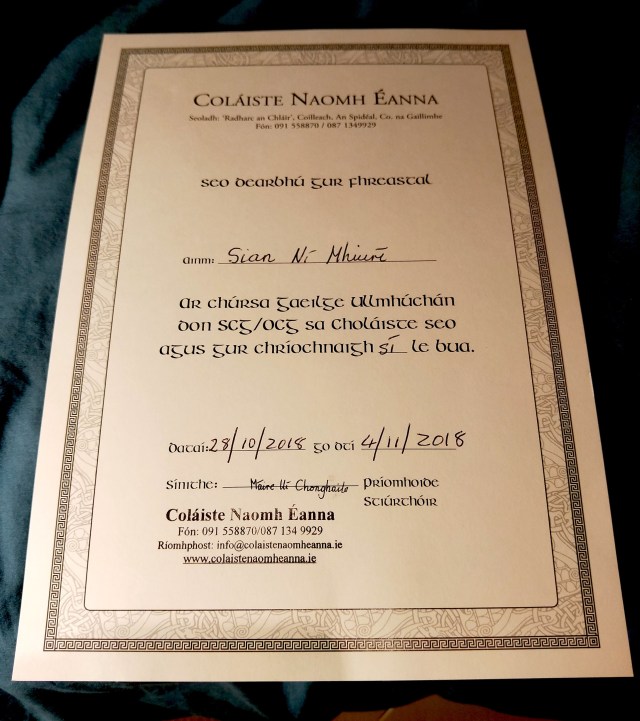 COLÁISTE NAOMH ÉANNA
Seoladh: 'Radharc an Chláir', Coilleach, An Spidéal, Co. na Gaillimhe
Fón: 091 558870 / 087 1349929
Seo dearbhú gur fhreastal
Ainm: Sian Ní Mhiurē
ar chúrsa Gaeilge Ullmhúchán
don SCG/OCG sa Choláiste seo
agus gur chríochnaigh sí le bua.
Dátaí: 28/10/2018 go dtí 4/11/2018
Sínithe: Máire Uí Chonghaile Príomhoide
Stiúrthóir
Coláiste Naomh Éanna
Fón: 091 558870/087 134 9929
Ríomhphost: info@colaistenaomheanna.ie
www.colaistenaomheanna.ie